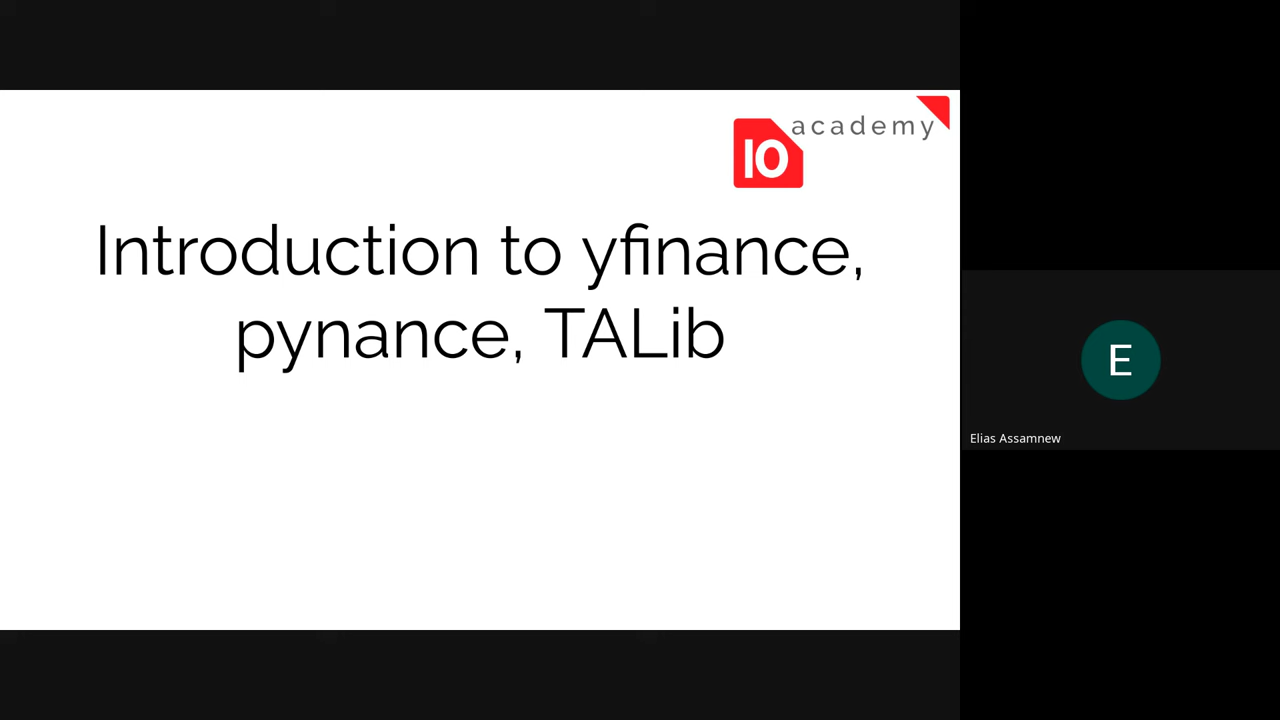 academy
10
Introduction to yfinance,
pynance, TALib
E
Elias Assamnew